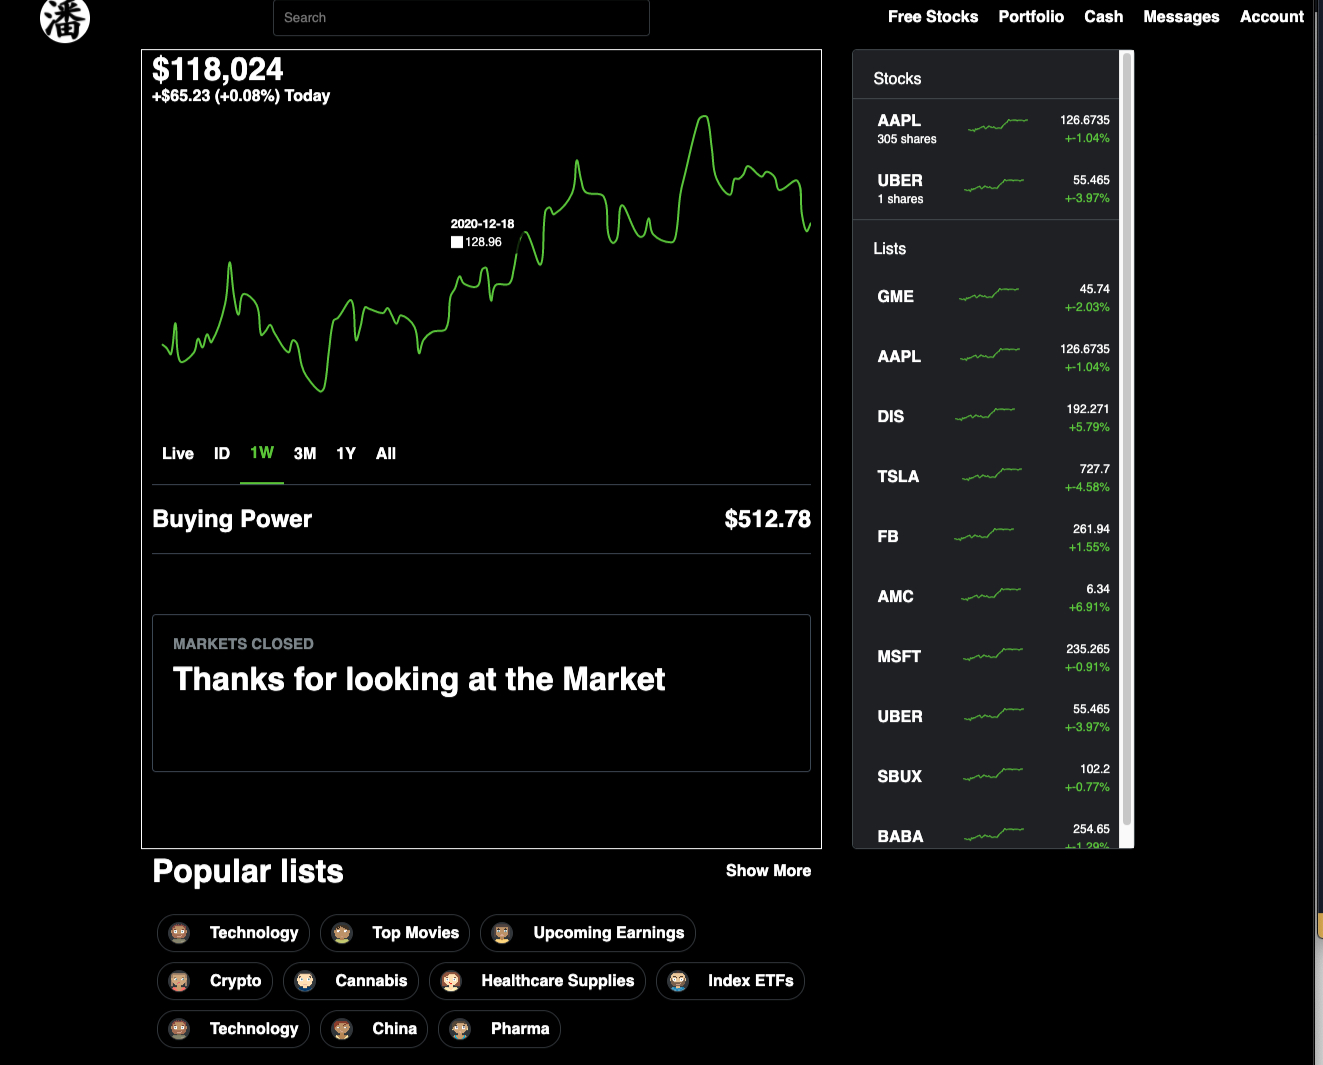 潘
Search
Free Stocks
Portfolio
Cash
Messages
Account
$118,024
+$65.23 (+0.08%) Today
2020-12-18
128.96
Live
ID
1W
3M
1Y
All
Buying Power
$512.78
MARKETS CLOSED
Thanks for looking at the Market
Stocks
AAPL
126.6735
305 shares
+-1.04%
UBER
55.465
1 shares
+-3.97%
Lists
GME
45.74
+-2.03%
AAPL
126.6735
+-1.04%
DIS
192.271
+5.79%
TSLA
727.7
+-4.58%
FB
261.94
+1.55%
AMC
6.34
+6.91%
MSFT
235.265
+-0.91%
UBER
55.465
+-3.97%
SBUX
102.2
+-0.77%
BABA
254.65
+-1.29%
Popular lists
Show More
Technology
Top Movies
Upcoming Earnings
Crypto
Cannabis
Healthcare Supplies
Index ETFs
Technology
China
Pharma